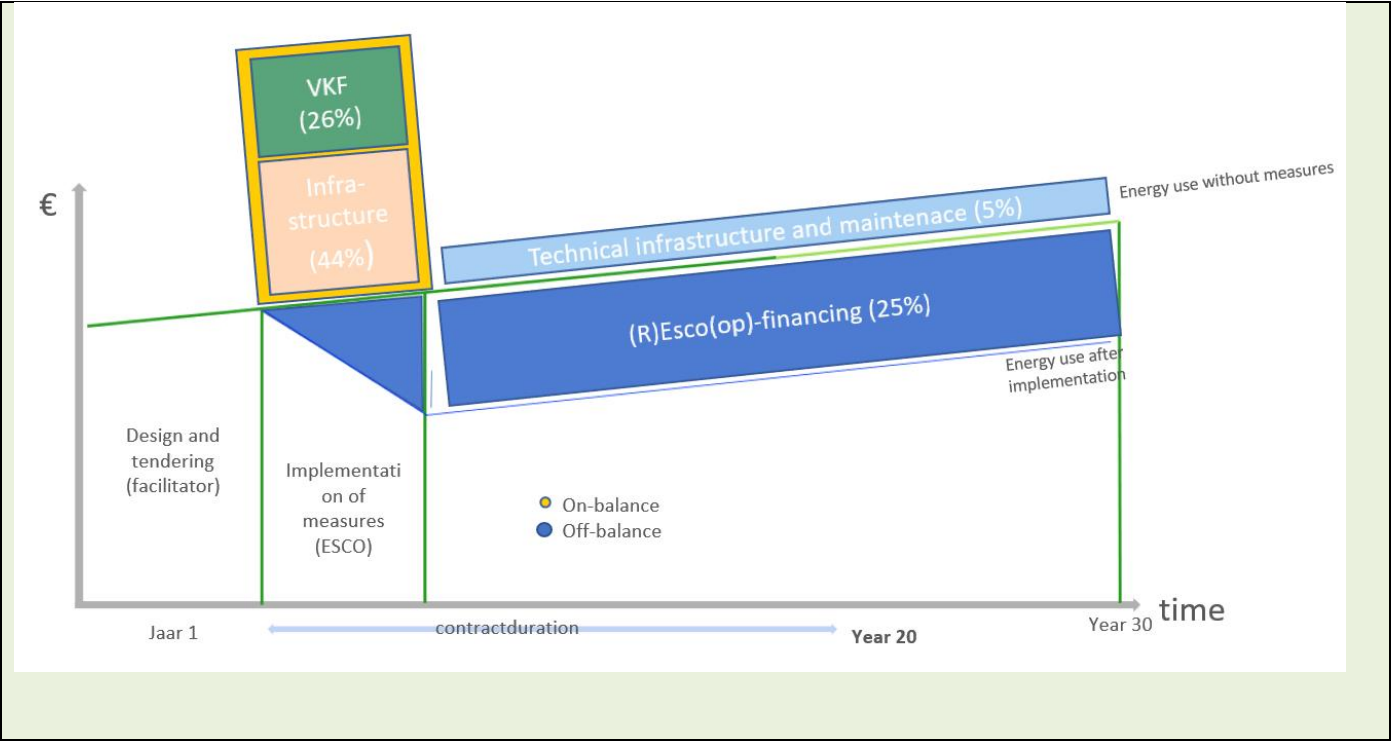 VKF
(26%)
Infra-
structure
(44%)
€
Technical infrastructure and maintenace (5%)
Energy use without measures
(R)Esco(op)-financing (25%)
Energy use after
implementation
Design and
tendering
(facilitator)
Implementati
on of
measures
(ESCO)
On-balance
Off-balance
time
Jaar 1
contractduration
Year 20
Year 30